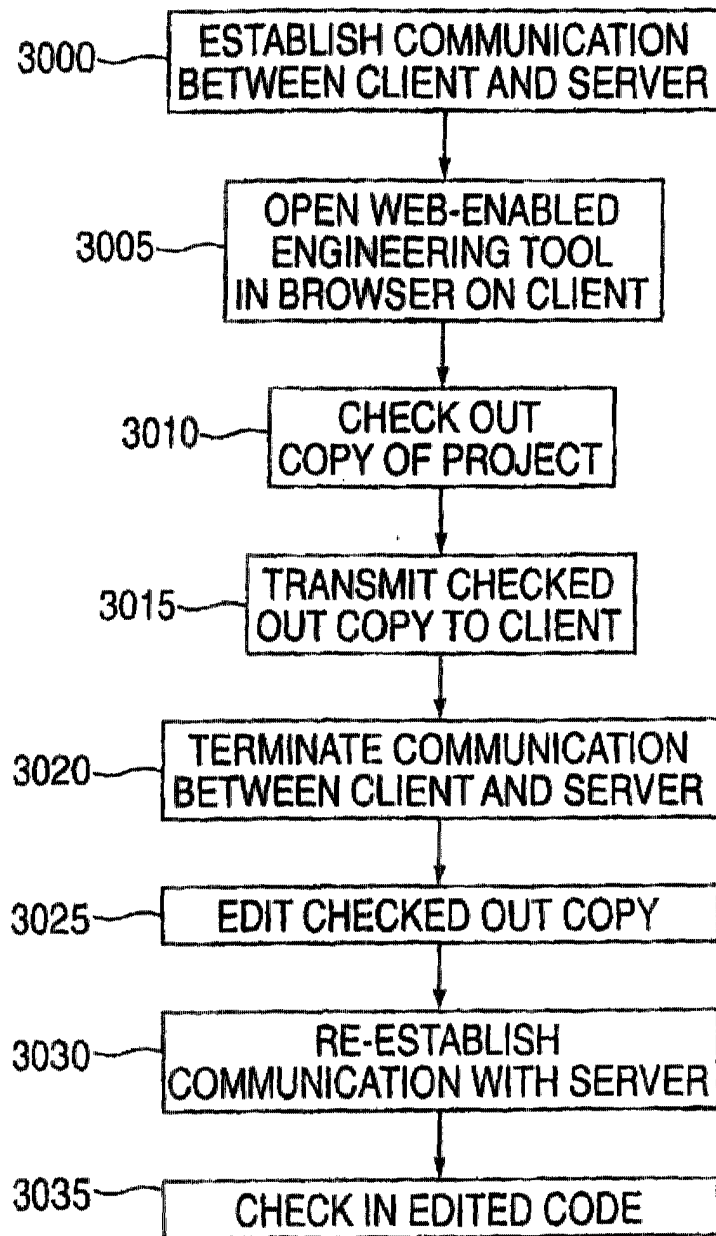 3000
ESTABLISH COMMUNICATION
BETWEEN CLIENT AND SERVER
3005
OPEN WEB-ENABLED
ENGINEERING TOOL
IN BROWSER ON CLIENT
3010
CHECK OUT
COPY OF PROJECT
3015
TRANSMIT CHECKED
OUT COPY TO CLIENT
3020
TERMINATE COMMUNICATION
BETWEEN CLIENT AND SERVER
3025
EDIT CHECKED OUT COPY
3030
RE-ESTABLISH
COMMUNICATION WITH SERVER
3035
CHECK IN EDITED CODE